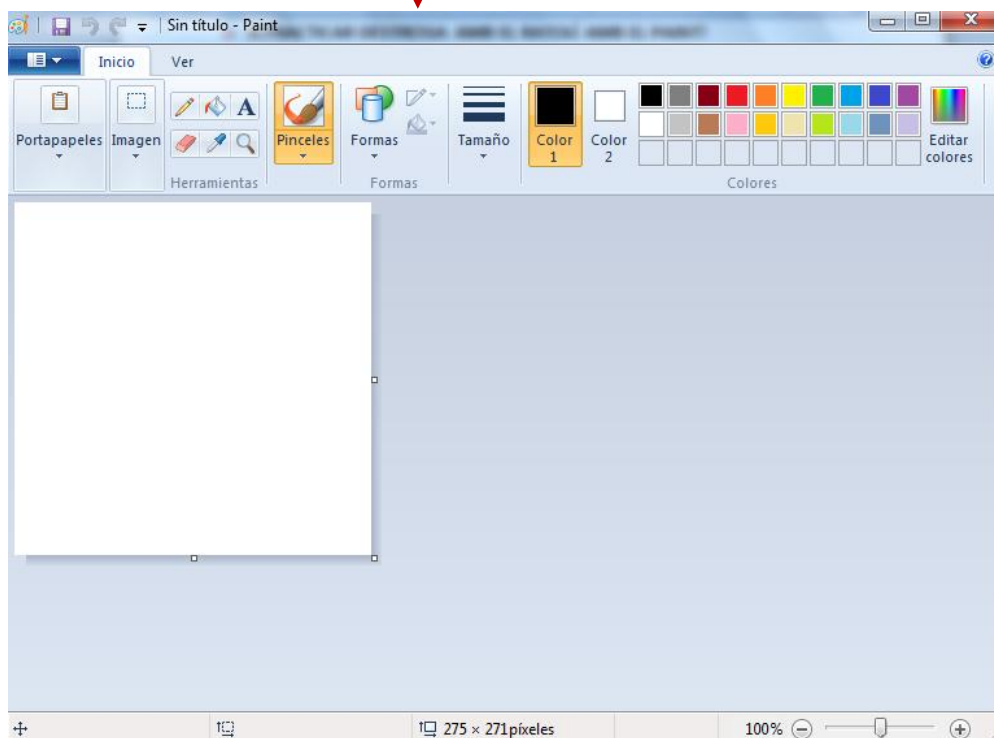 Sin título - Paint
Inicio Ver
Portapapeles Imagen Pinceles Formas Tamaño Color 1 Color 2 Editar colores
Herramientas Formas Colores
275 × 271píxeles 100%